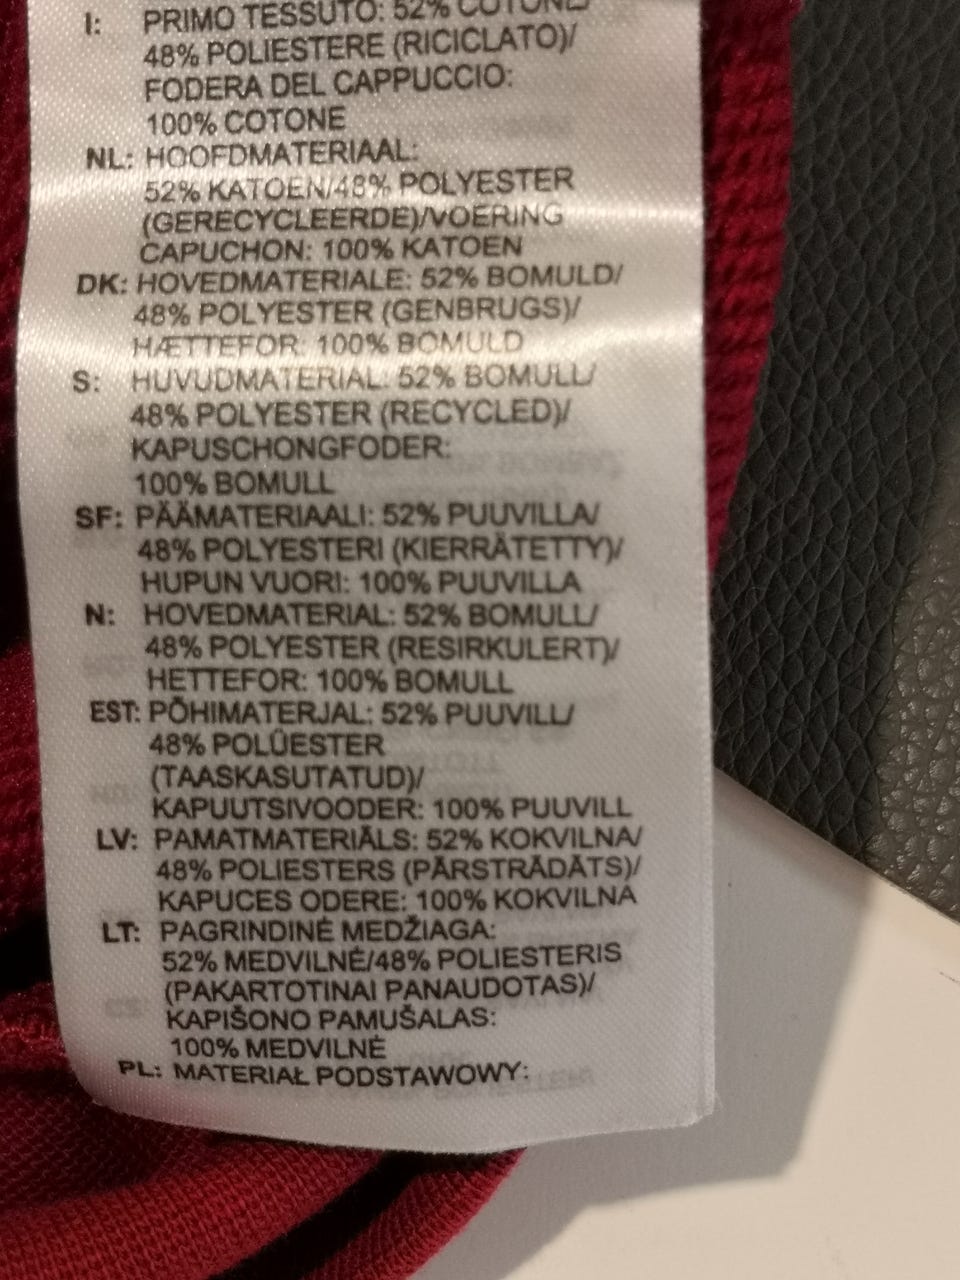 I: PRIMO TESSUTO: 52% COTONE/
48% POLIESTERE (RICICLATO)/
FODERA DEL CAPPUCCIO:
100% COTONE
NL: HOOFDMATERIAAL:
52% KATOEN/48% POLYESTER
(GERECYCLEERDE)/VOERING
CAPUCHON: 100% KATOEN
DK: HOVEDMATERIALE: 52% BOMULD/
48% POLYESTER (GENBRUGS)/
HÆTTEFOR: 100% BOMULD
S: HUVUDMATERIAL: 52% BOMULL/
48% POLYESTER (RECYCLED)/
KAPUSCHONGFODER:
100% BOMULL
SF: PÄÄMATERIAALI: 52% PUUVILLA/
48% POLYESTERI (KIERRÄTETTY)/
HUPUN VUORI: 100% PUUVILLA
N: HOVEDMATERIAL: 52% BOMULL/
48% POLYESTER (RESIRKULERT)/
HETTEFOR: 100% BOMULL
EST: PÕHIMATERJAL: 52% PUUVILL/
48% POLÜESTER
(TAASKASUTATUD)/
KAPUUTSIVOODER: 100% PUUVILL
LV: PAMATMATERIĀLS: 52% KOKVILNA/
48% POLIESTERS (PĀRSTRĀDĀTS)/
KAPUCES ODERE: 100% KOKVILNA
LT: PAGRINDINĖ MEDŽIAGA:
52% MEDVILNĖ/48% POLIESTERIS
(PAKARTOTINAI PANAUDOTAS)/
KAPIŠONO PAMUŠALAS:
100% MEDVILNĖ
PL: MATERIAŁ PODSTAWOWY: